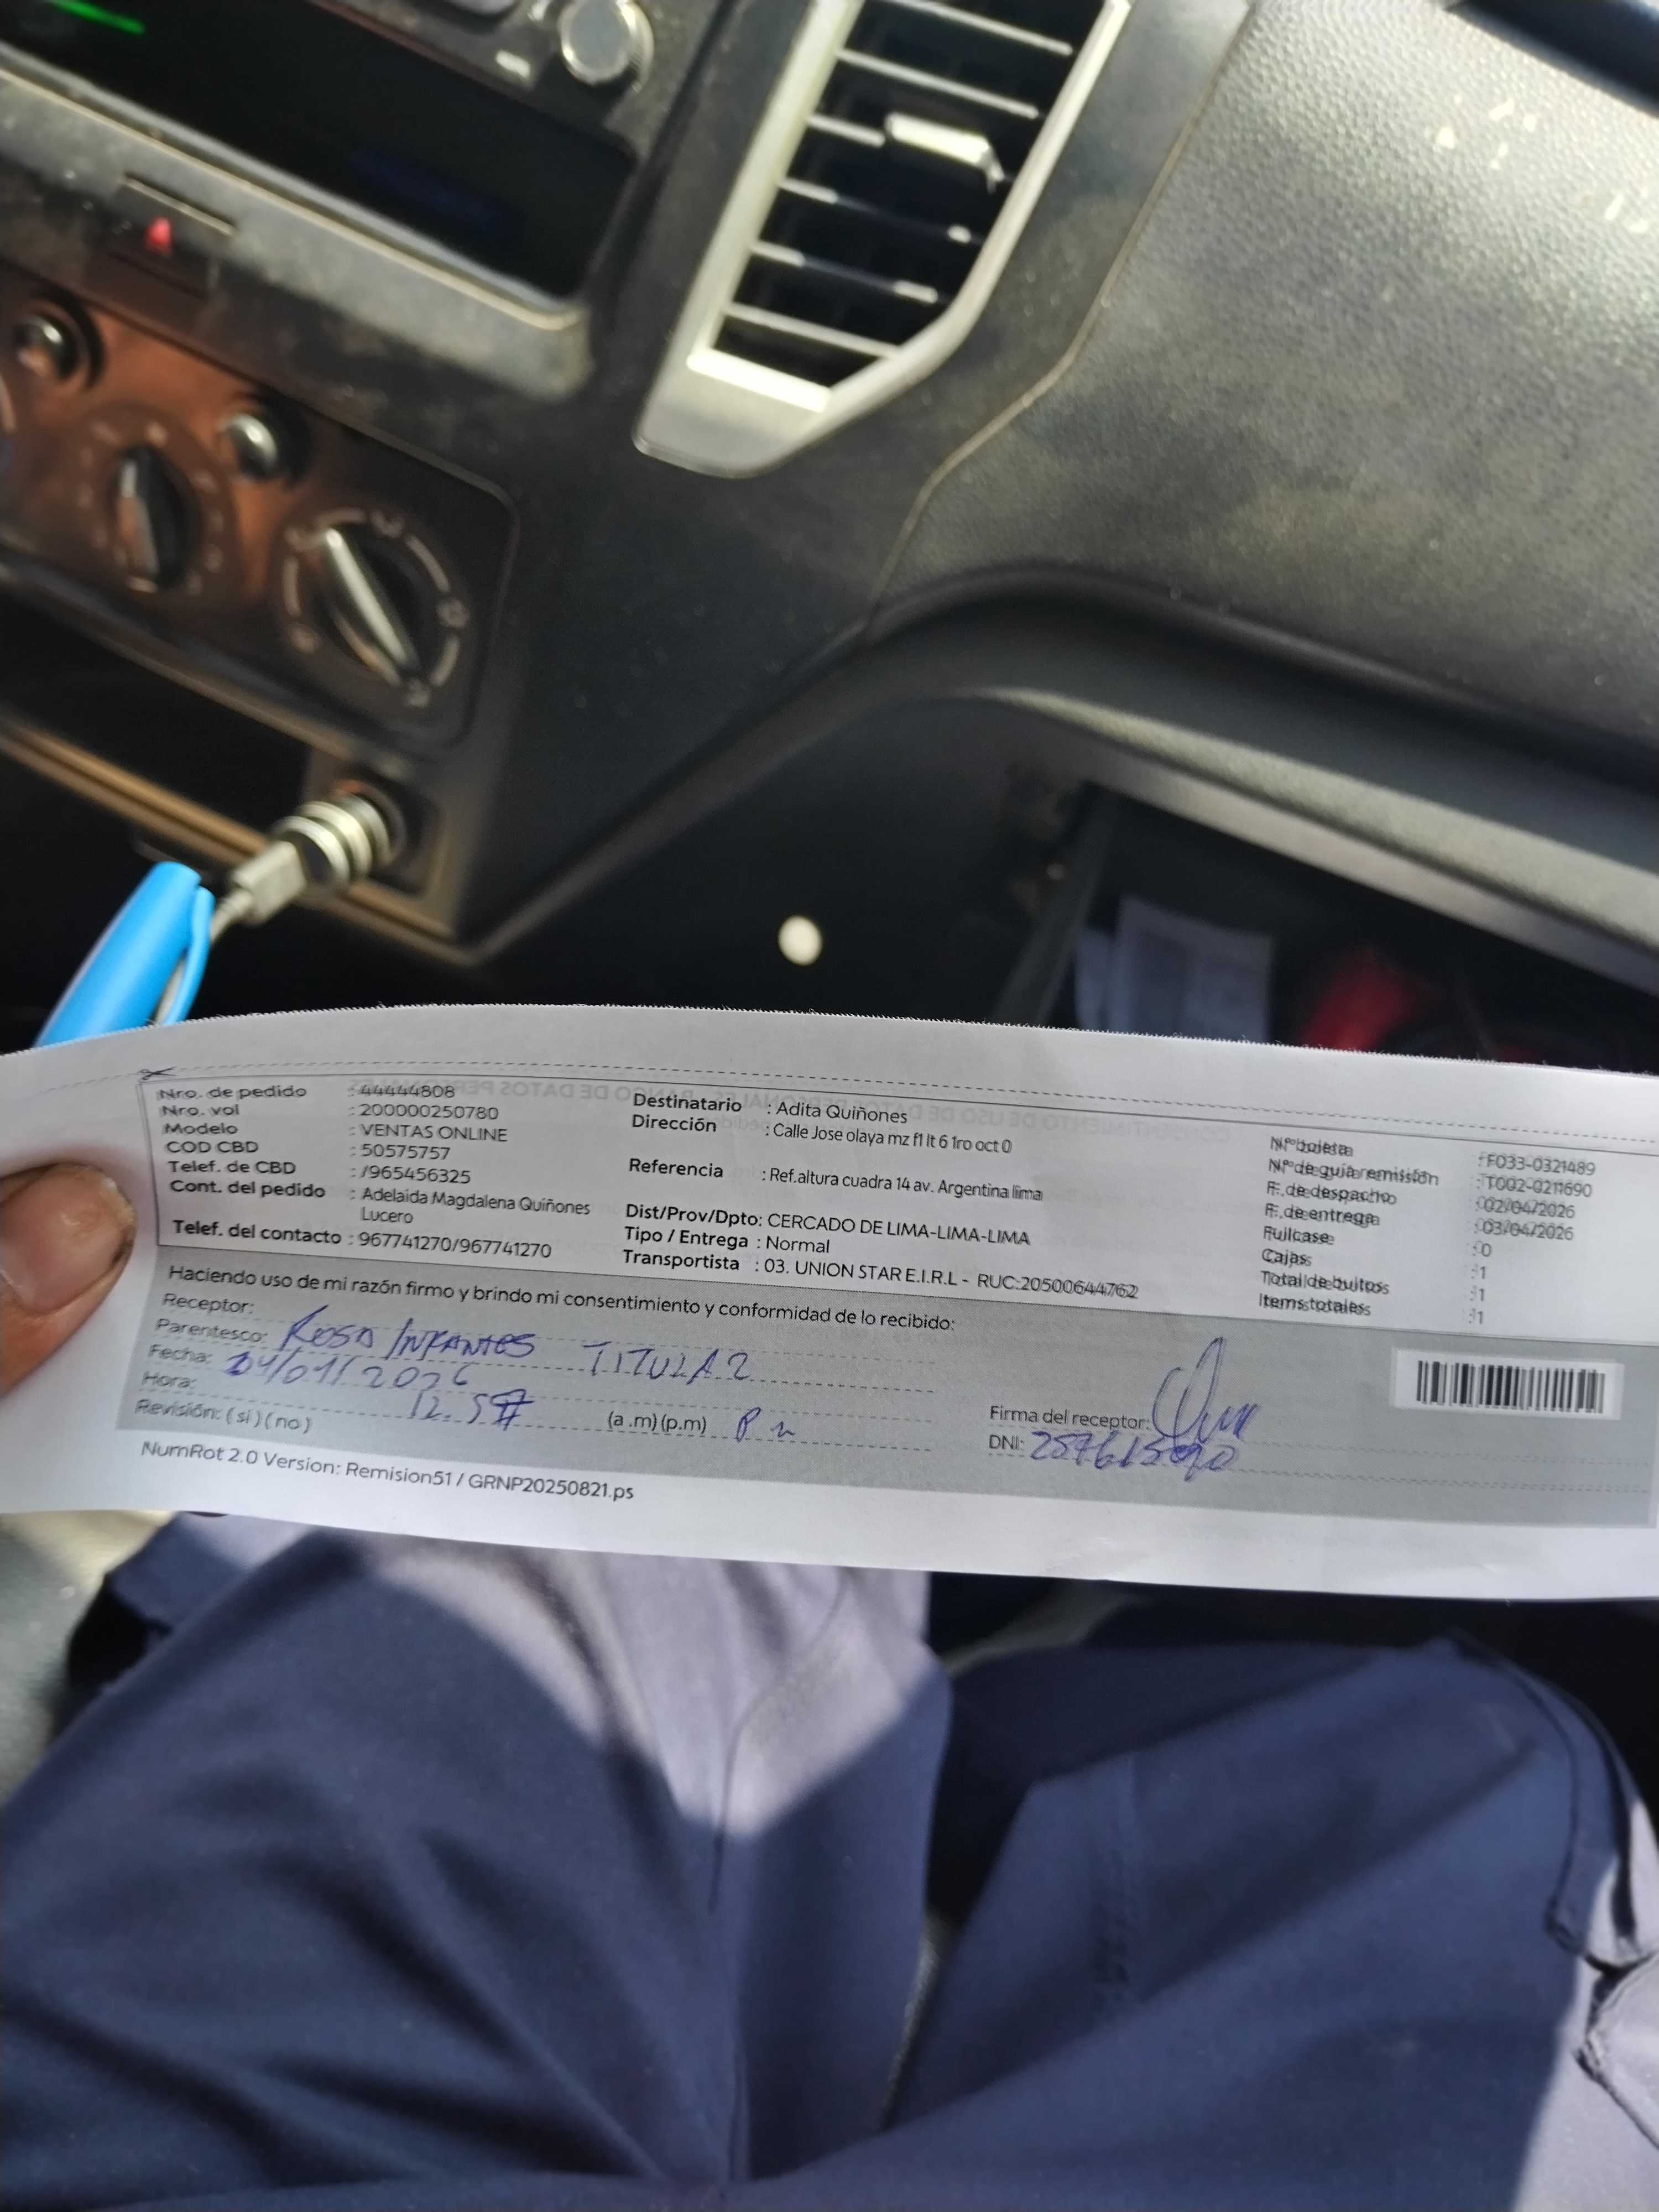 Nro. de pedido : 44444808
Nro. vol : 200000250780
Modelo : VENTAS ONLINE
COD CBD : 50575757
Telef. de CBD : /965456325
Cont. del pedido : Adelaida Magdalena Quiñones
Lucero
Telef. del contacto : 967741270/967741270
Destinatario : Adita Quiñones
Dirección : Calle Jose olaya mz f1 lt 6 1ro oct 0
Referencia : Ref.altura cuadra 14 av. Argentina lima
Dist/Prov/Dpto: CERCADO DE LIMA-LIMA-LIMA
Tipo / Entrega : Normal
Transportista : 03. UNION STAR E.I.R.L - RUC:20500644762
N° boleta : F033-0321489
N° de guia remisión : T002-0211690
F. de despacho : 02/04/2026
F. de entrega : 03/04/2026
Fullcase : 0
Cajas : 1
Total de bultos : 1
Items totales : 1
Haciendo uso de mi razón firmo y brindo mi consentimiento y conformidad de lo recibido:
Receptor: ROSA INFANTES
Parentesco: TITULAR
Fecha: /2026
Hora: (a .m) (p.m) P m
Revisión: ( si ) ( no )
Firma del receptor:
DNI:
NumRot 2.0 Version: Remision51 / GRNP20250821.ps